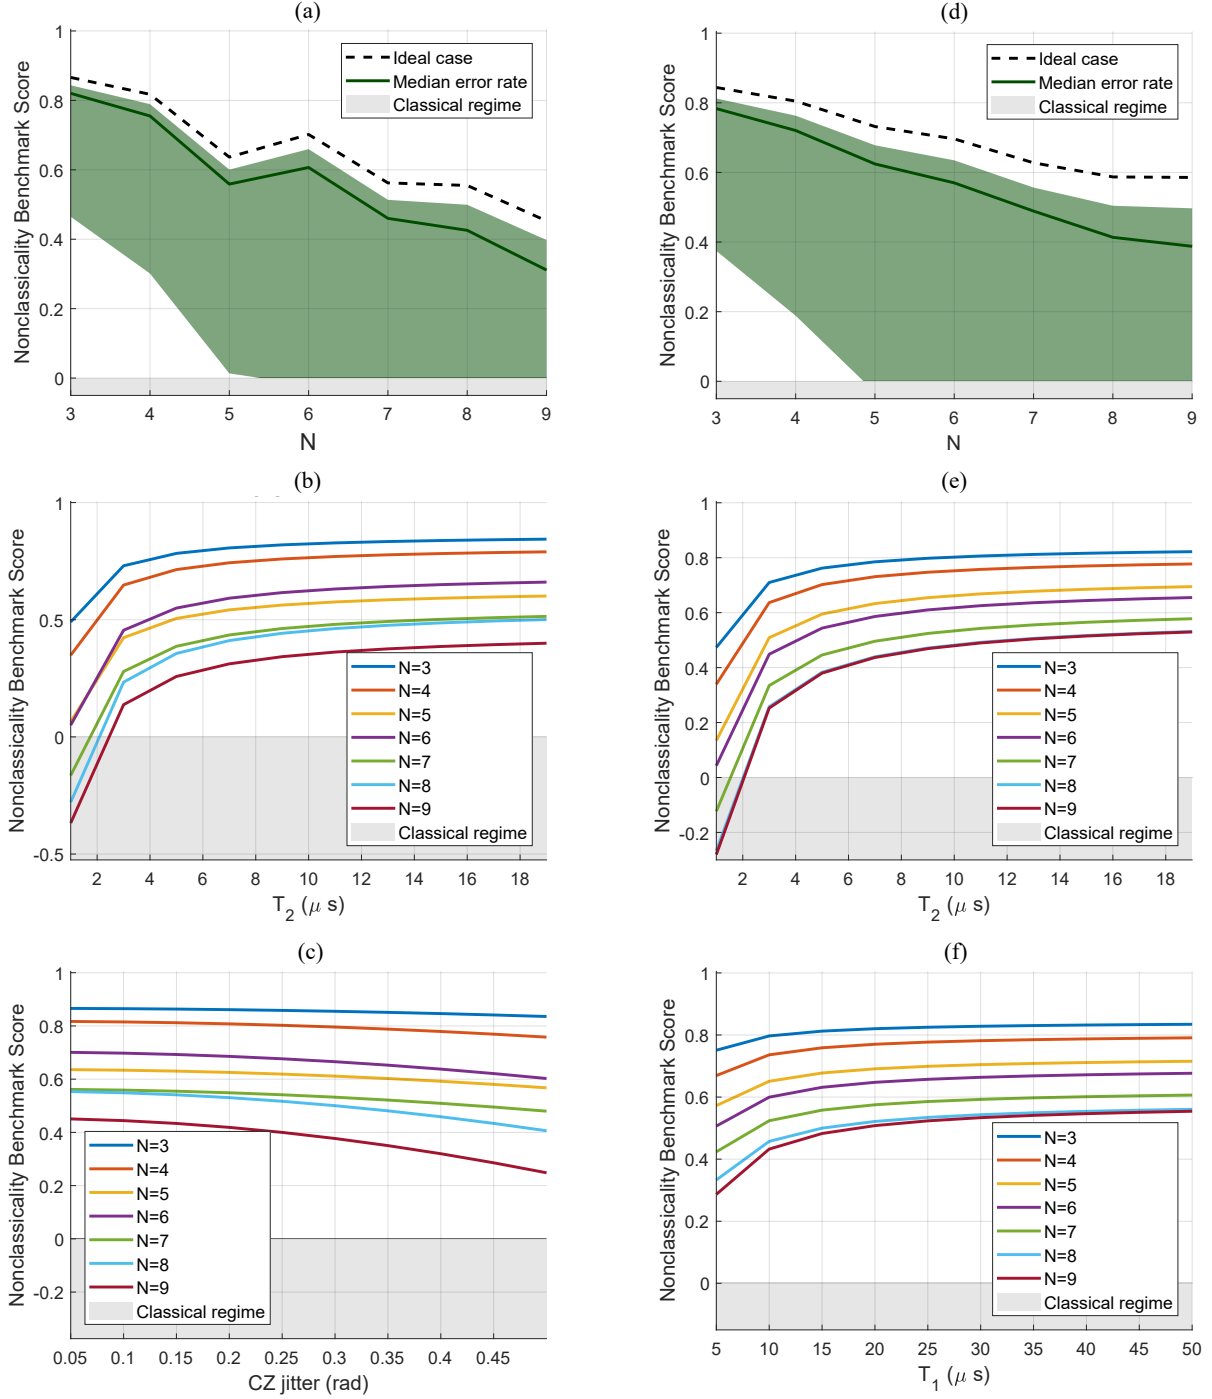 (a)
Nonclassicality Benchmark Score
1
0.8
0.6
0.4
0.2
0
3 4 5 6 7 8 9
N
Ideal case
Median error rate
Classical regime
(d)
Nonclassicality Benchmark Score
1
0.8
0.6
0.4
0.2
0
3 4 5 6 7 8 9
N
Ideal case
Median error rate
Classical regime
(b)
Nonclassicality Benchmark Score
1
0.5
0
-0.5
2 4 6 8 10 12 14 16 18
T2 (μ s)
N=3
N=4
N=5
N=6
N=7
N=8
N=9
Classical regime
(e)
Nonclassicality Benchmark Score
1
0.8
0.6
0.4
0.2
0
-0.2
2 4 6 8 10 12 14 16 18
T2 (μ s)
N=3
N=4
N=5
N=6
N=7
N=8
N=9
Classical regime
(c)
Nonclassicality Benchmark Score
1
0.8
0.6
0.4
0.2
0
-0.2
0.05 0.1 0.15 0.2 0.25 0.3 0.35 0.4 0.45
CZ jitter (rad)
N=3
N=4
N=5
N=6
N=7
N=8
N=9
Classical regime
(f)
Nonclassicality Benchmark Score
1
0.8
0.6
0.4
0.2
0
5 10 15 20 25 30 35 40 45 50
T1 (μ s)
N=3
N=4
N=5
N=6
N=7
N=8
N=9
Classical regime